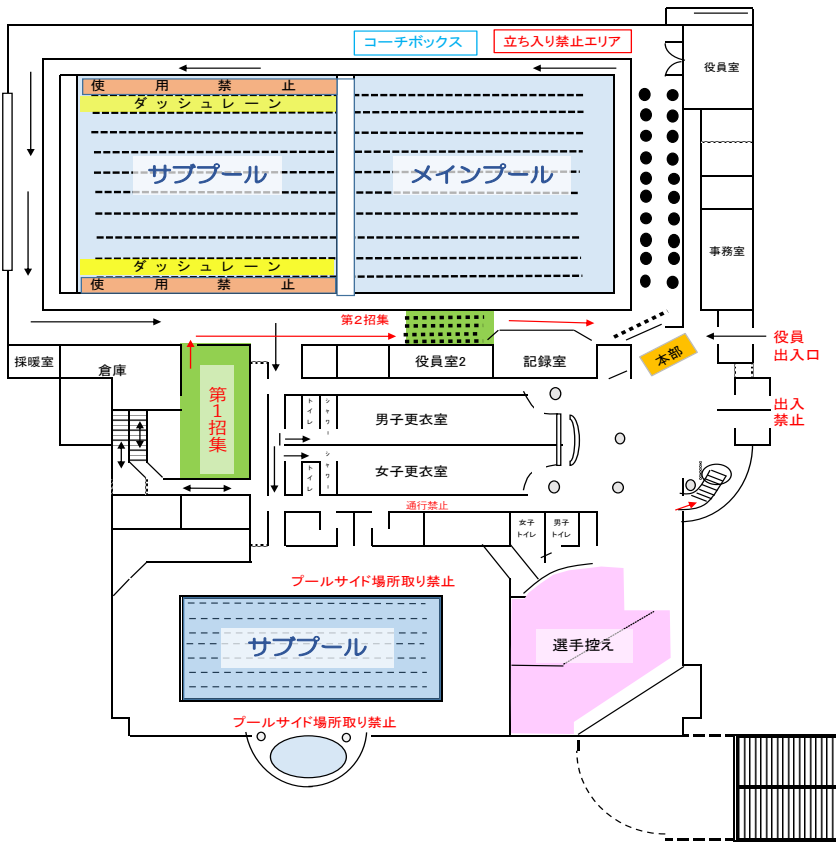 コーチボックス
立ち入り禁止エリア
役員室
使用禁止
ダッシュレーン
サブプール
メインプール
事務室
ダッシュレーン
使用禁止
第2招集
役員
出入口
本部
採暖室
倉庫
役員室2
記録室
第1招集
トイレ
シャワー
男子更衣室
出入
禁止
女子更衣室
トイレ
シャワー
通行禁止
女子
トイレ
男子
トイレ
プールサイド場所取り禁止
サブプール
選手控え
プールサイド場所取り禁止